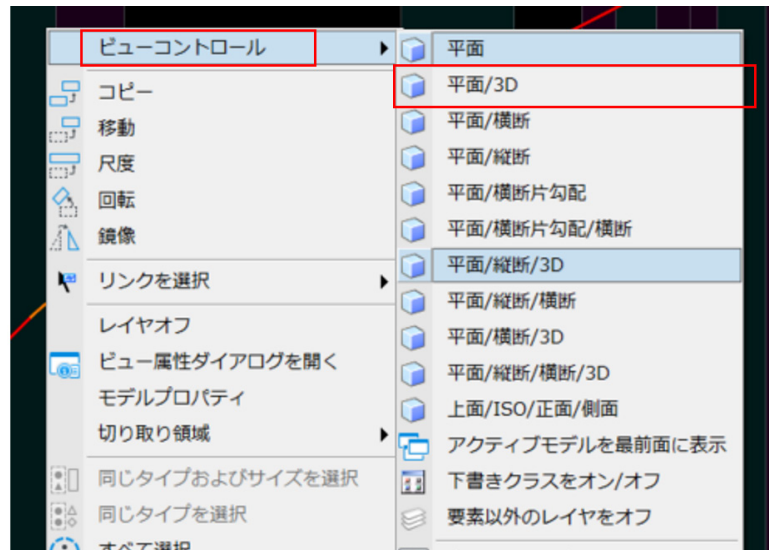 ビューコントロール
コピー
移動
尺度
回転
鏡像
リンクを選択
レイヤオフ
ビュー属性ダイアログを開く
モデルプロパティ
切り取り領域
同じタイプおよびサイズを選択
同じタイプを選択
すべて選択
平面
平面/3D
平面/横断
平面/縦断
平面/横断片勾配
平面/横断片勾配/横断
平面/縦断/3D
平面/縦断/横断
平面/横断/3D
平面/縦断/横断/3D
上面/ISO/正面/側面
アクティブモデルを最前面に表示
下書きクラスをオン/オフ
要素以外のレイヤをオフ